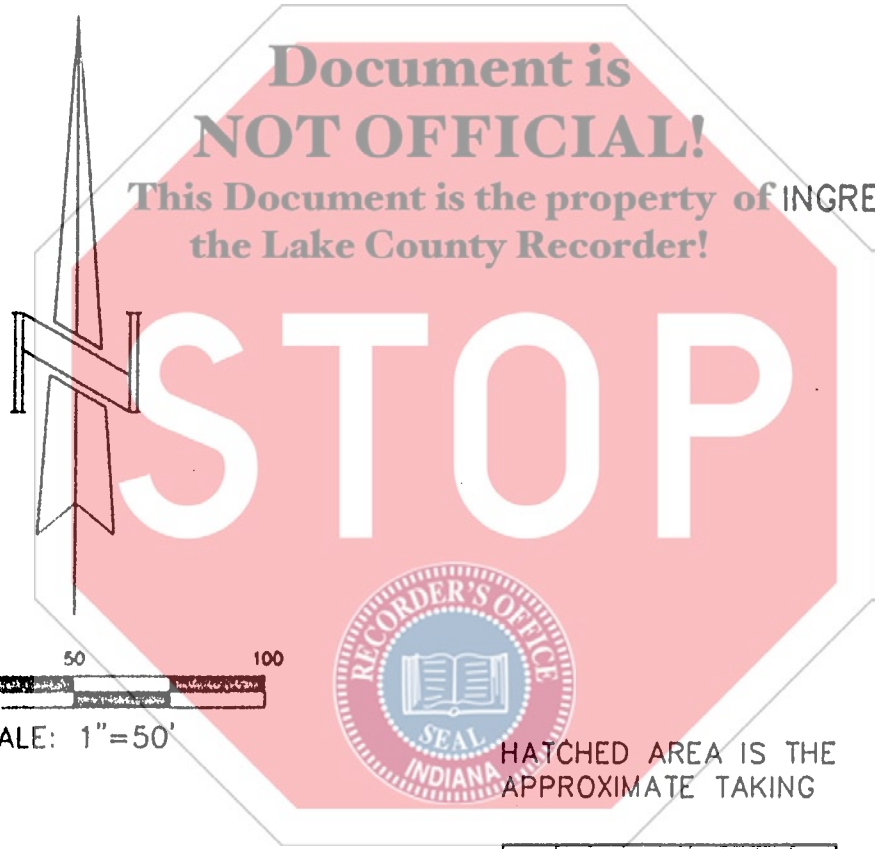 Document is
NOT OFFICIAL!
This Document is the property of
the Lake County Recorder!
INGRE
N
STOP
50 100
ALE: 1"=50'
RECORDER'S OFFICE
SEAL
INDIANA
HATCHED AREA IS THE
APPROXIMATE TAKING